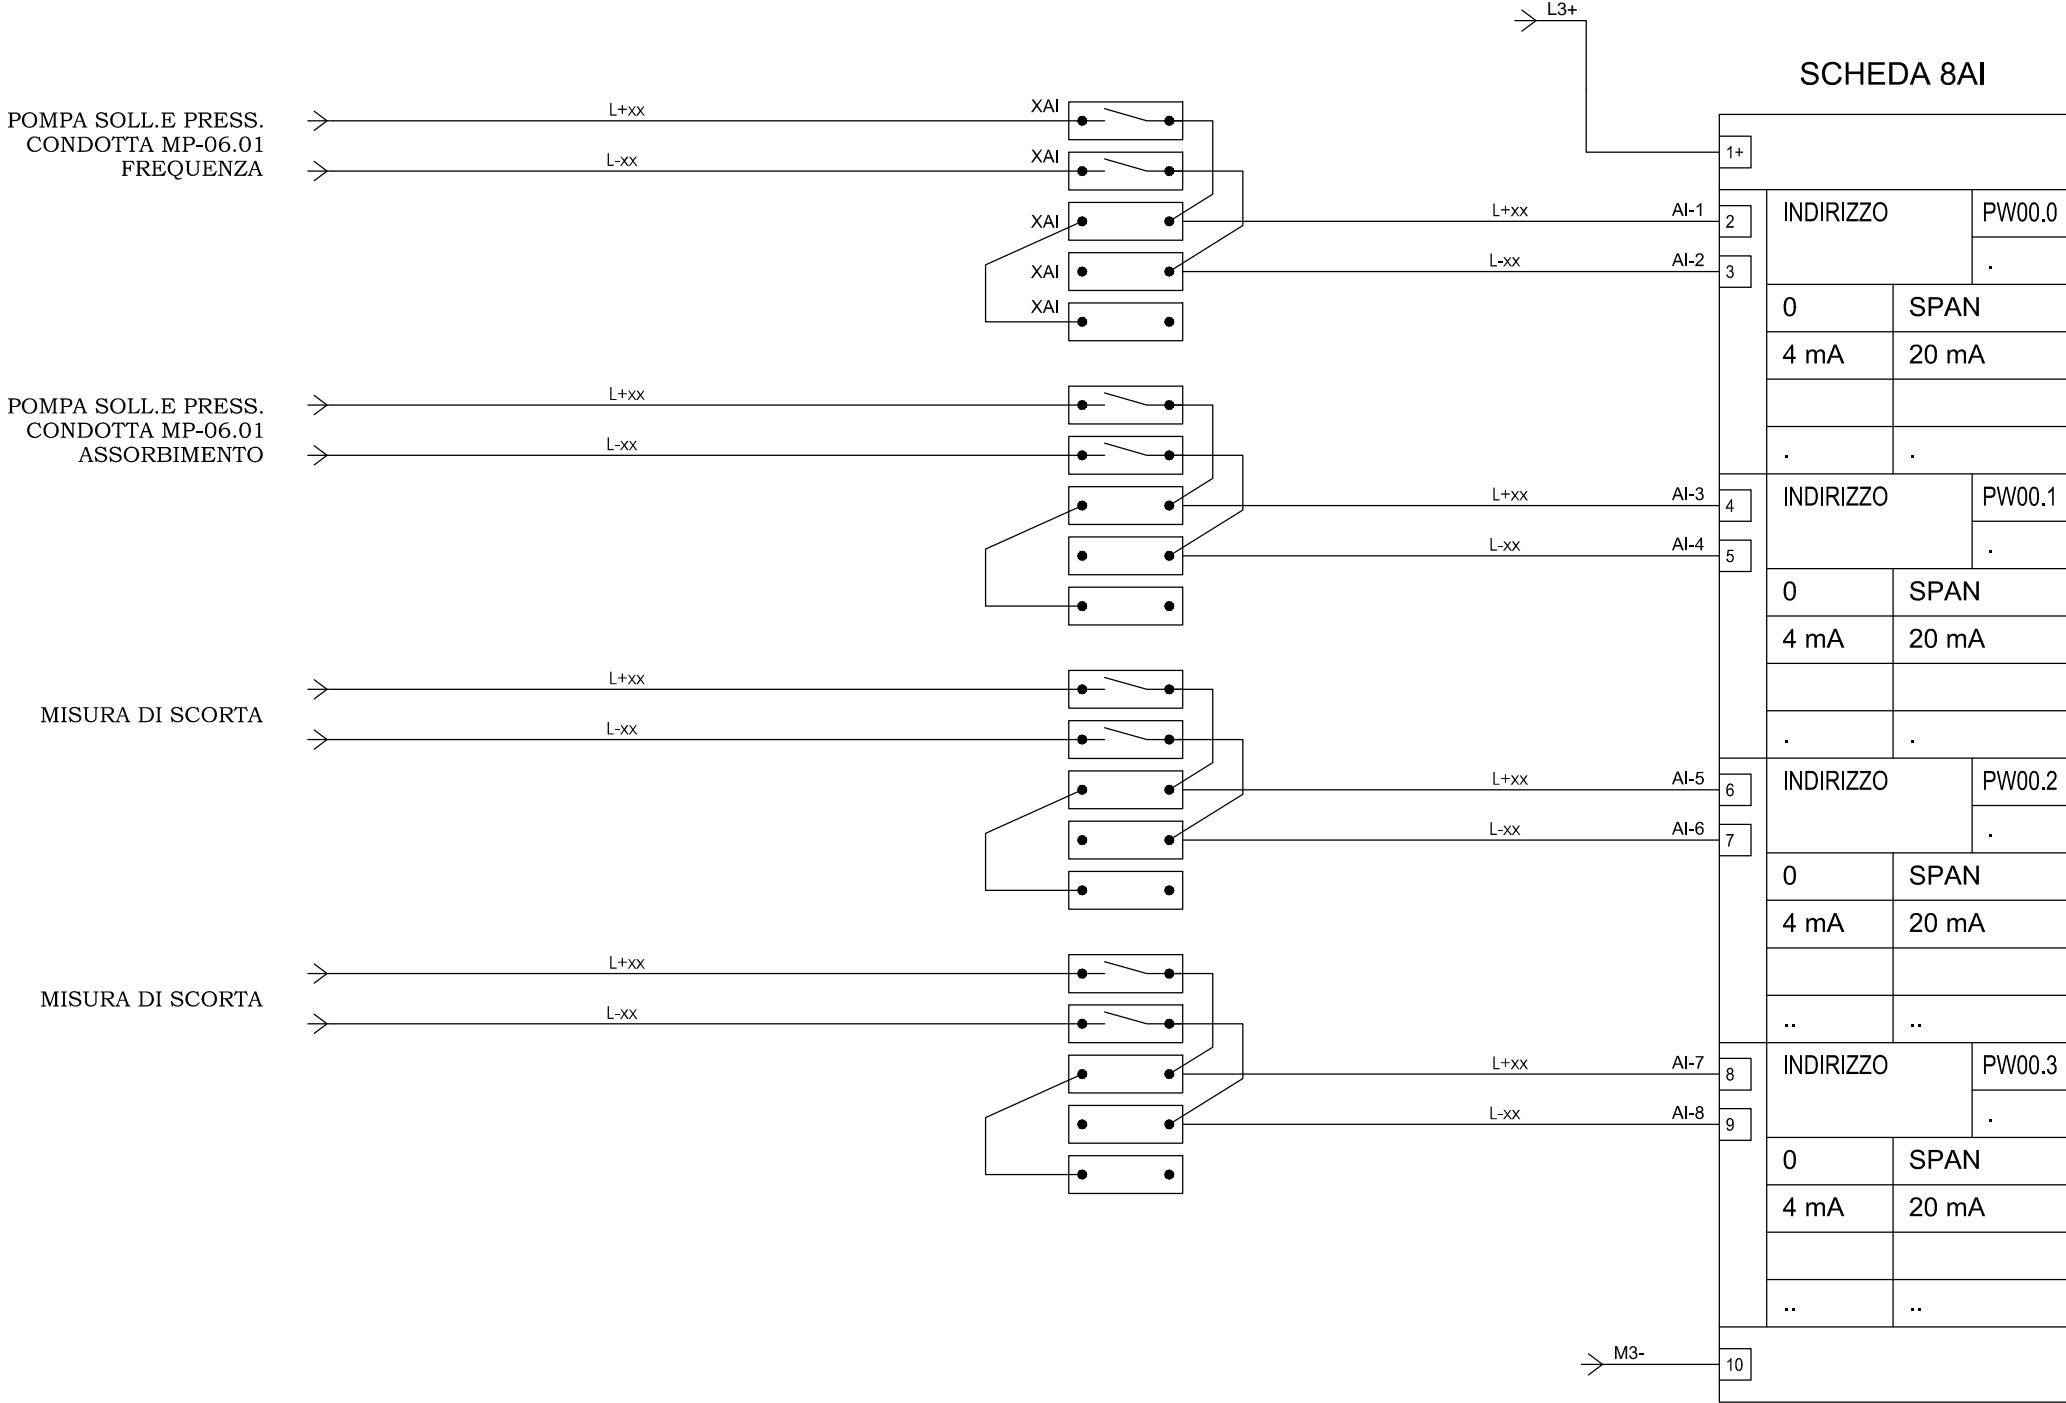 L3+
SCHEDA 8AI
POMPA SOLL.E PRESS.
CONDOTTA MP-06.01
FREQUENZA
L+xx
XAI
L-xx
XAI
1+
XAI
L+xx
AI-1
2
INDIRIZZO
PW00.0
XAI
L-xx
AI-2
3
.
XAI
0
SPAN
4 mA
20 mA
.
.
POMPA SOLL.E PRESS.
CONDOTTA MP-06.01
ASSORBIMENTO
L+xx
L-xx
L+xx
AI-3
4
INDIRIZZO
PW00.1
L-xx
AI-4
5
.
0
SPAN
4 mA
20 mA
.
.
MISURA DI SCORTA
L+xx
L-xx
L+xx
AI-5
6
INDIRIZZO
PW00.2
L-xx
AI-6
7
.
0
SPAN
4 mA
20 mA
..
..
MISURA DI SCORTA
L+xx
L-xx
L+xx
AI-7
8
INDIRIZZO
PW00.3
L-xx
AI-8
9
.
0
SPAN
4 mA
20 mA
..
..
M3-
10